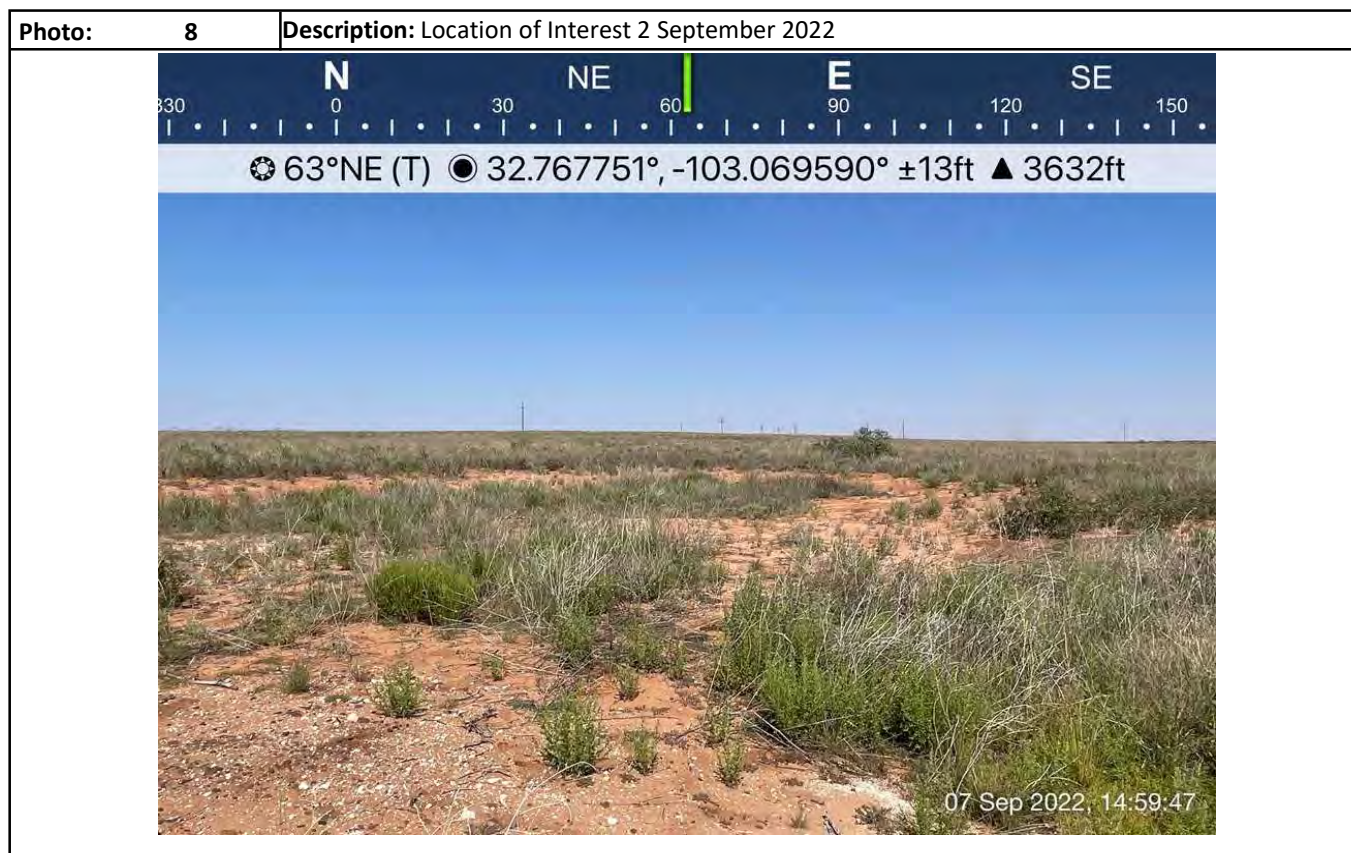 Photo: 8 Description: Location of Interest 2 September 2022
N NE E SE
330 0 30 60 90 120 150
63°NE (T) 32.767751°, -103.069590° ±13ft ▲ 3632ft
07 Sep 2022, 14:59:47